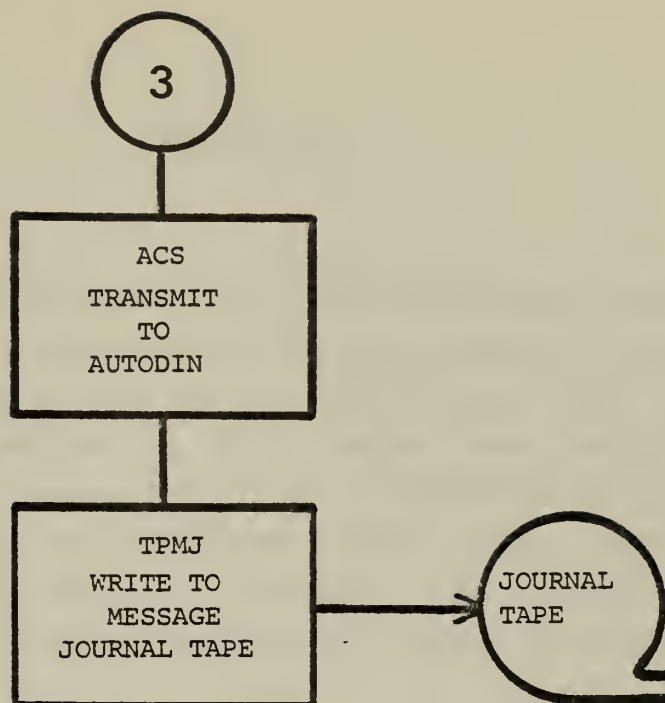 3
ACS
TRANSMIT
TO
AUTODIN
TPMJ
WRITE TO
MESSAGE
JOURNAL TAPE
JOURNAL
TAPE